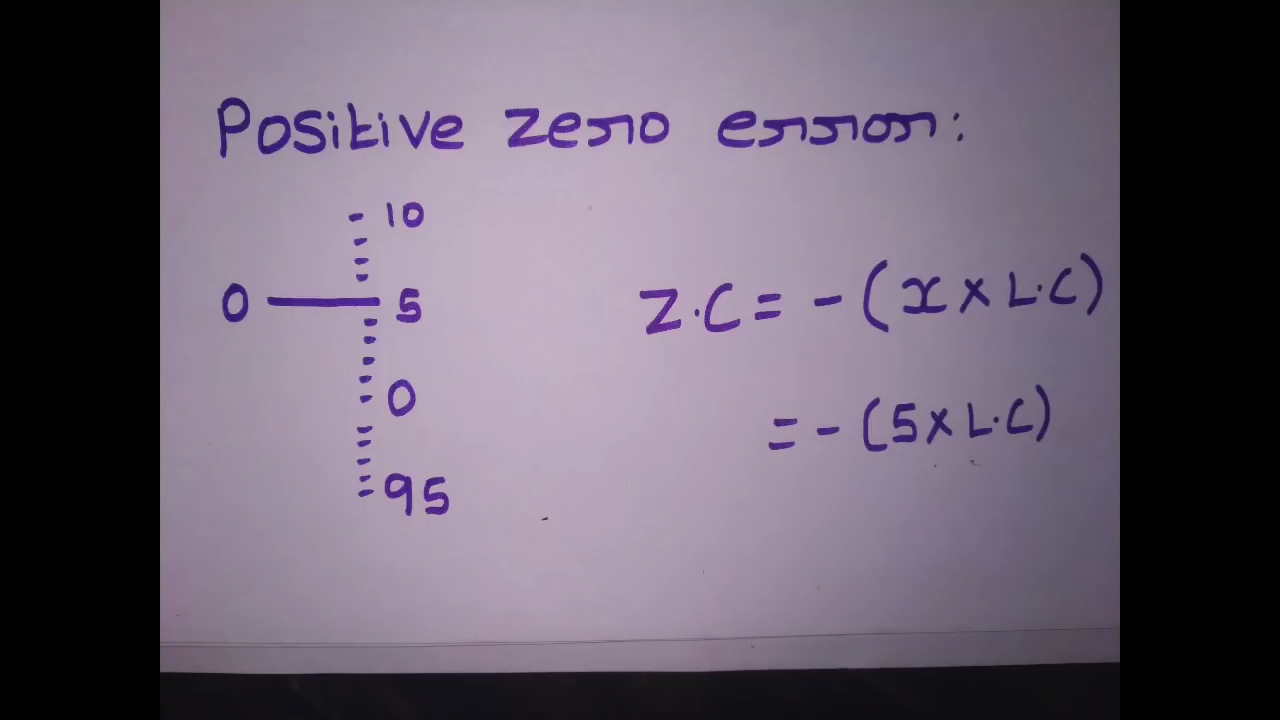 Positive zero error:
10
0 5
Z.C = - (x × L.C)
0
= - (5 × L.C)
95